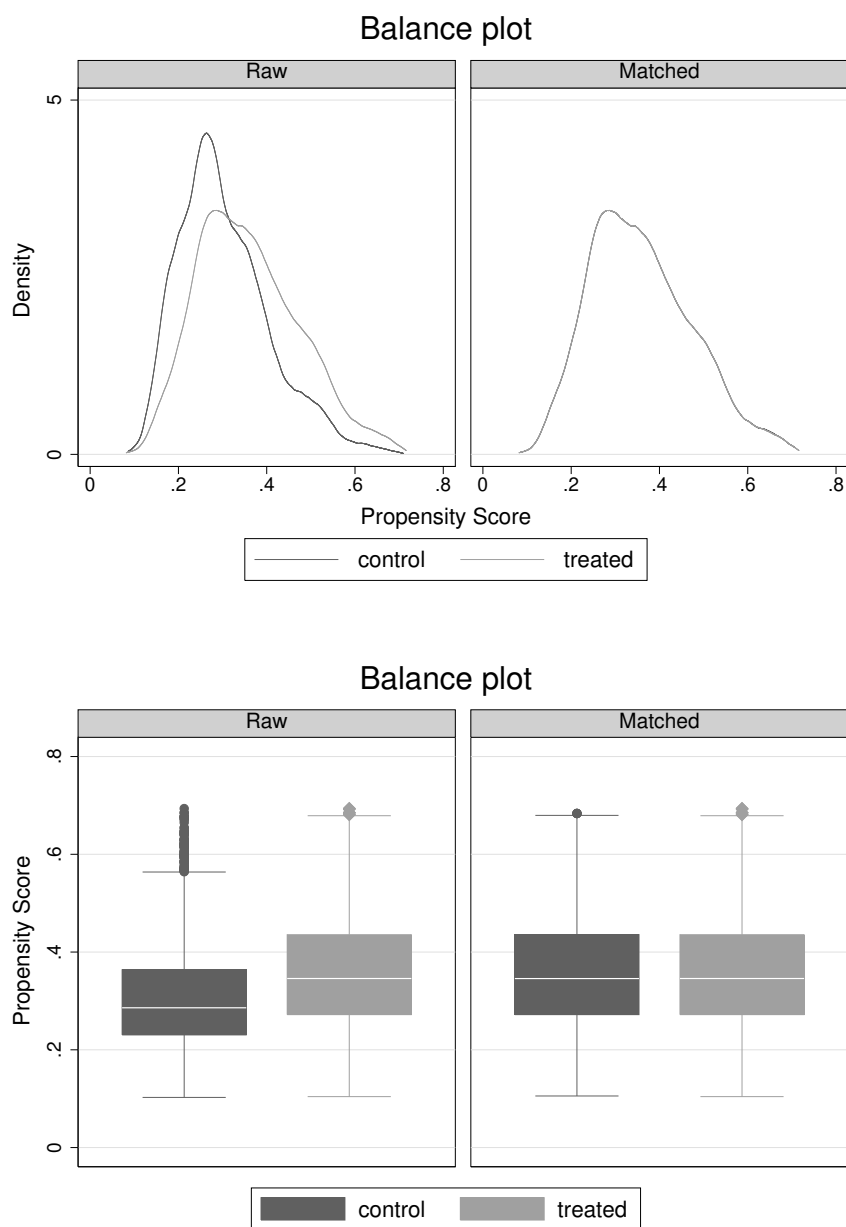 Balance plot
Raw Matched
5
Density
0
0 .2 .4 .6 .8 0 .2 .4 .6 .8
Propensity Score
control treated
Balance plot
Raw Matched
.8
.6
Propensity Score
.4
.2
0
control treated